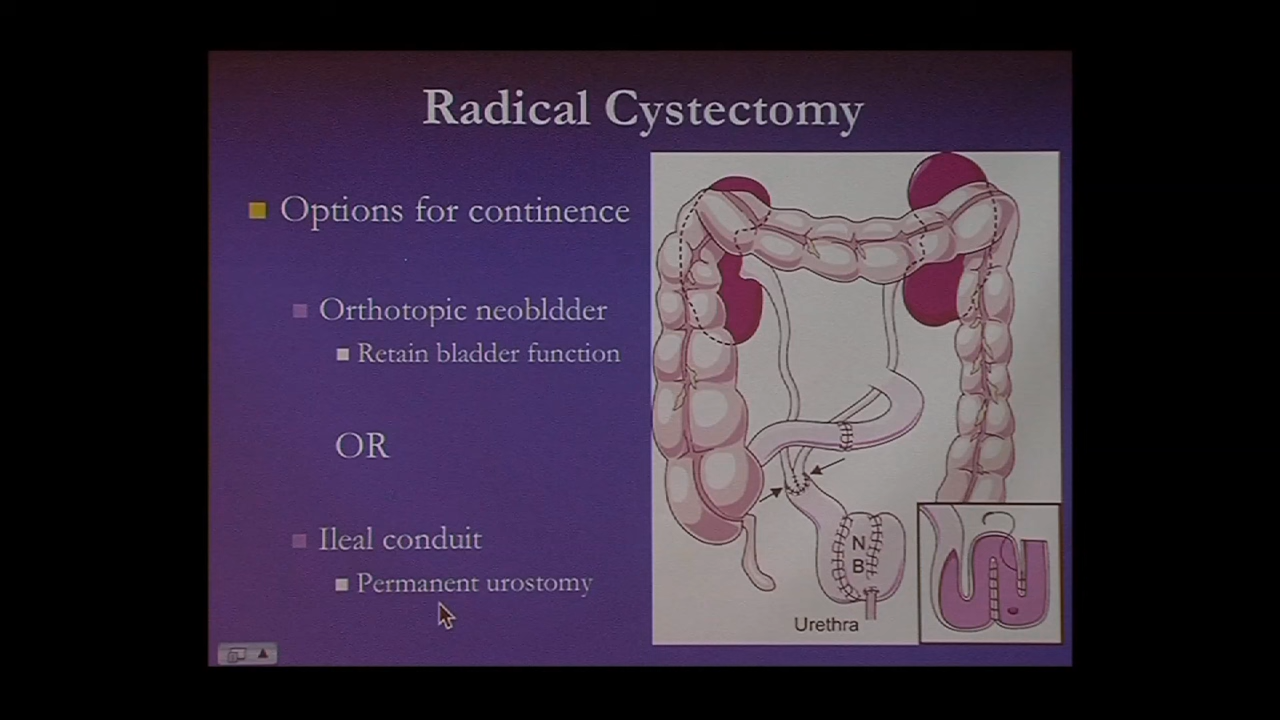 Radical Cystectomy
Options for continence
Orthotopic neobldder
Retain bladder function
OR
Ileal conduit
Permanent urostomy
N
B
Urethra